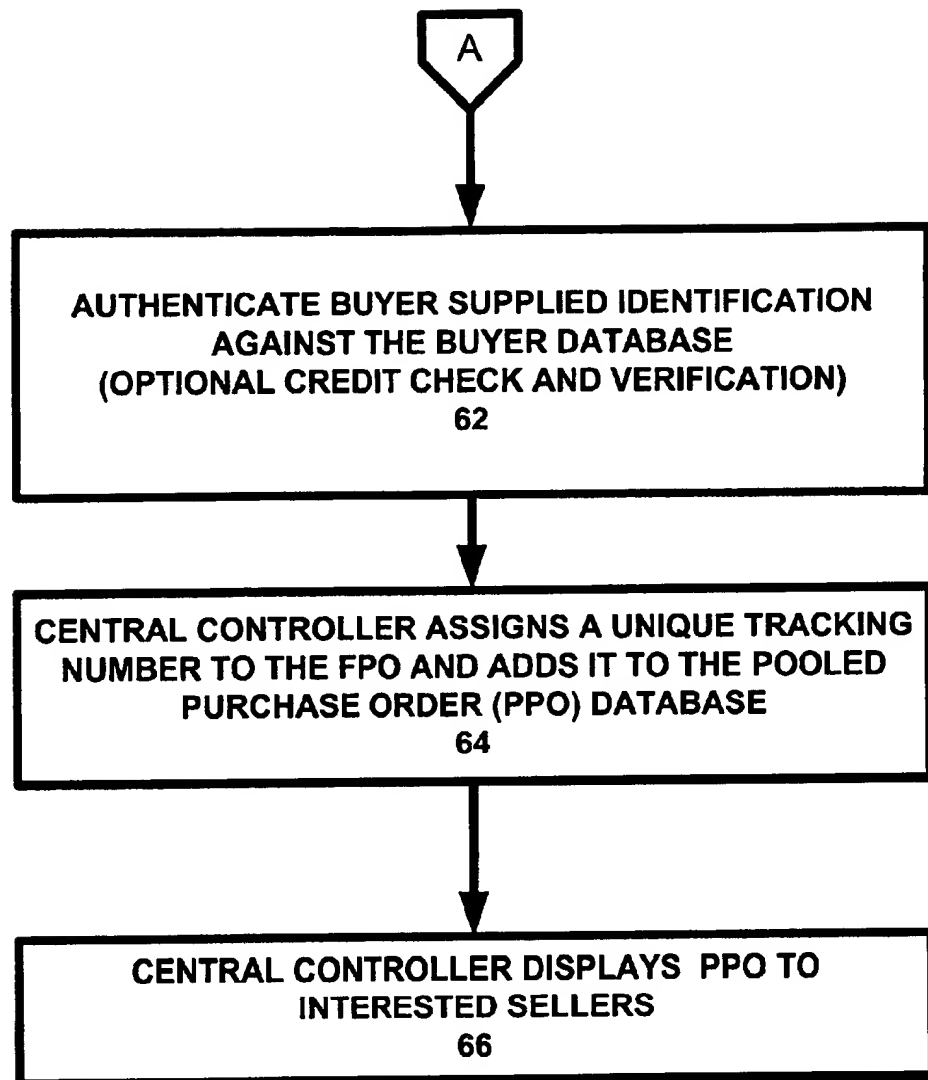 A
AUTHENTICATE BUYER SUPPLIED IDENTIFICATION
AGAINST THE BUYER DATABASE
(OPTIONAL CREDIT CHECK AND VERIFICATION)
62
CENTRAL CONTROLLER ASSIGNS A UNIQUE TRACKING
NUMBER TO THE FPO AND ADDS IT TO THE POOLED
PURCHASE ORDER (PPO) DATABASE
64
CENTRAL CONTROLLER DISPLAYS PPO TO
INTERESTED SELLERS
66